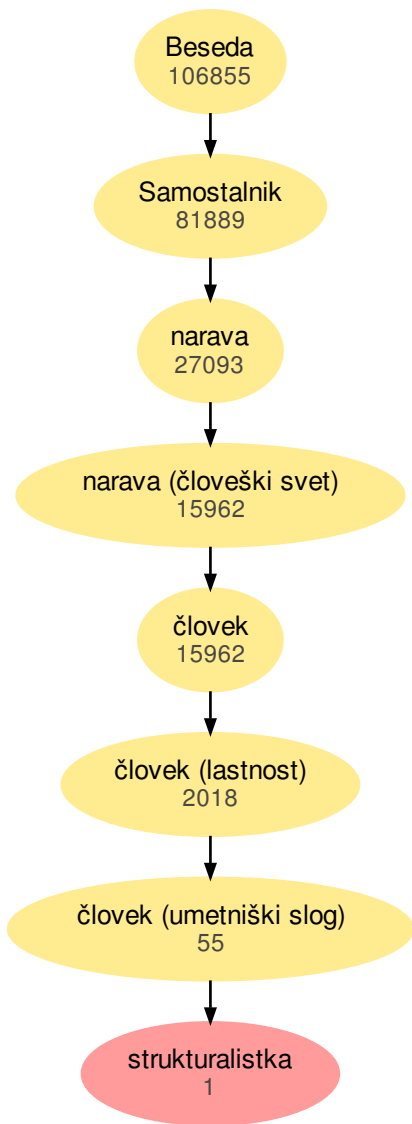 Beseda
106855
Samostalnik
81889
narava
27093
narava (človeški svet)
15962
človek
15962
človek (lastnost)
2018
človek (umetniški slog)
55
strukturalistka
1